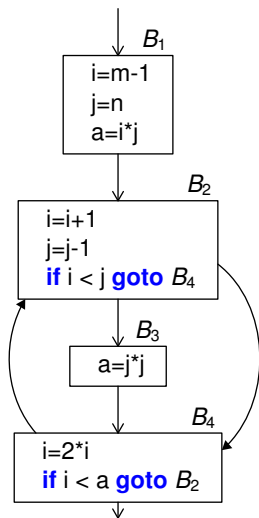 B₁
i=m-1
j=n
a=i*j
B₂
i=i+1
j=j-1
if i < j goto B₄
B₃
a=j*j
B₄
i=2*i
if i < a goto B₂